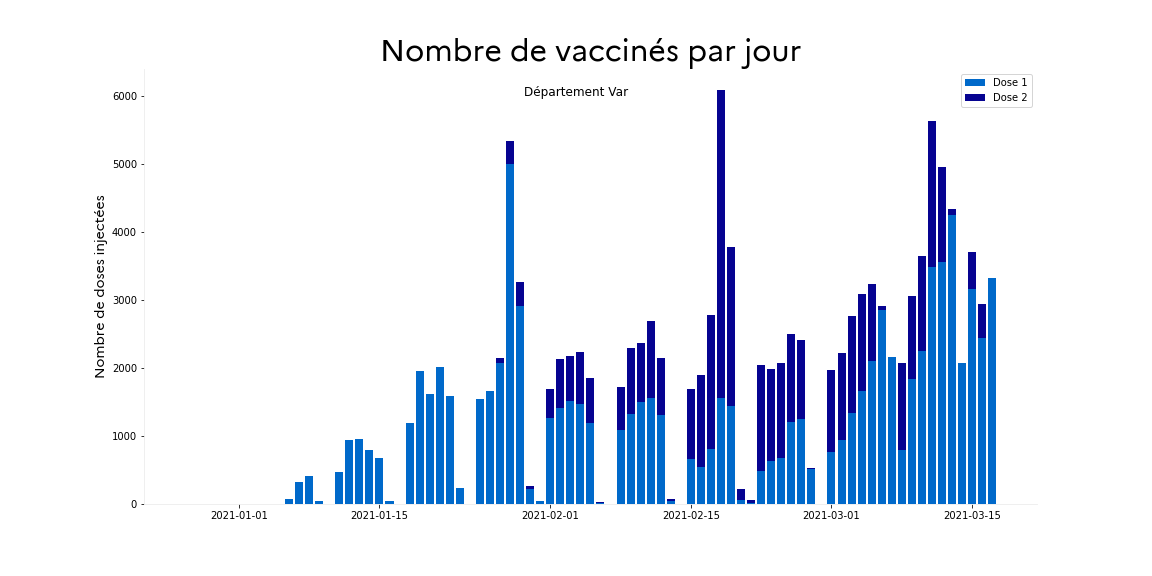 Nombre de vaccinés par jour
Département Var
Dose 1
Dose 2
Nombre de doses injectées
6000
5000
4000
3000
2000
1000
0
2021-01-01
2021-01-15
2021-02-01
2021-02-15
2021-03-01
2021-03-15